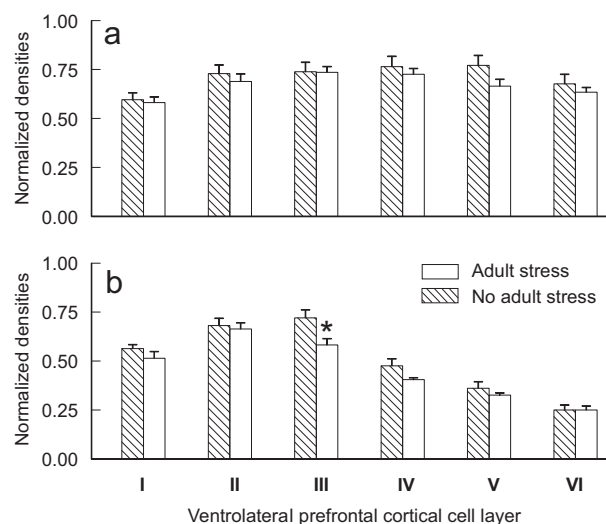 a
Normalized densities
1.00
0.75
0.50
0.25
0.00
b
Normalized densities
1.00
0.75
0.50
0.25
0.00
Adult stress
No adult stress
*
I II III IV V VI
Ventrolateral prefrontal cortical cell layer